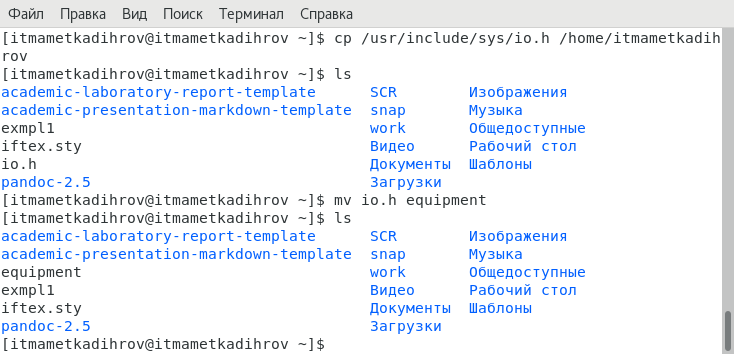 Файл Правка Вид Поиск Терминал Справка
[itmametkadihrov@itmametkadihrov ~]$ cp /usr/include/sys/io.h /home/itmametkadih
rov
[itmametkadihrov@itmametkadihrov ~]$ ls
academic-laboratory-report-template SCR Изображения
academic-presentation-markdown-template snap Музыка
exmpl1 work Общедоступные
iftex.sty Видео Рабочий стол
io.h Документы Шаблоны
pandoc-2.5 Загрузки
[itmametkadihrov@itmametkadihrov ~]$ mv io.h equipment
[itmametkadihrov@itmametkadihrov ~]$ ls
academic-laboratory-report-template SCR Изображения
academic-presentation-markdown-template snap Музыка
equipment work Общедоступные
exmpl1 Видео Рабочий стол
iftex.sty Документы Шаблоны
pandoc-2.5 Загрузки
[itmametkadihrov@itmametkadihrov ~]$